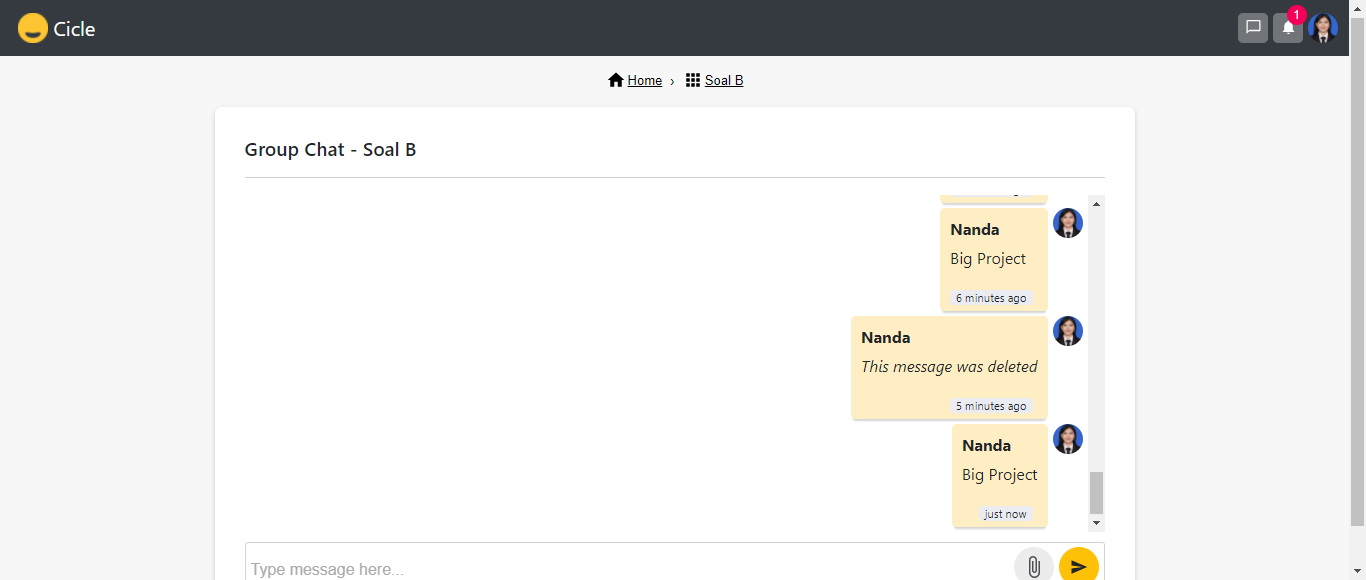 Cicle
1
Home › Soal B
Group Chat - Soal B
Nanda
Big Project
6 minutes ago
Nanda
This message was deleted
5 minutes ago
Nanda
Big Project
just now
Type message here...